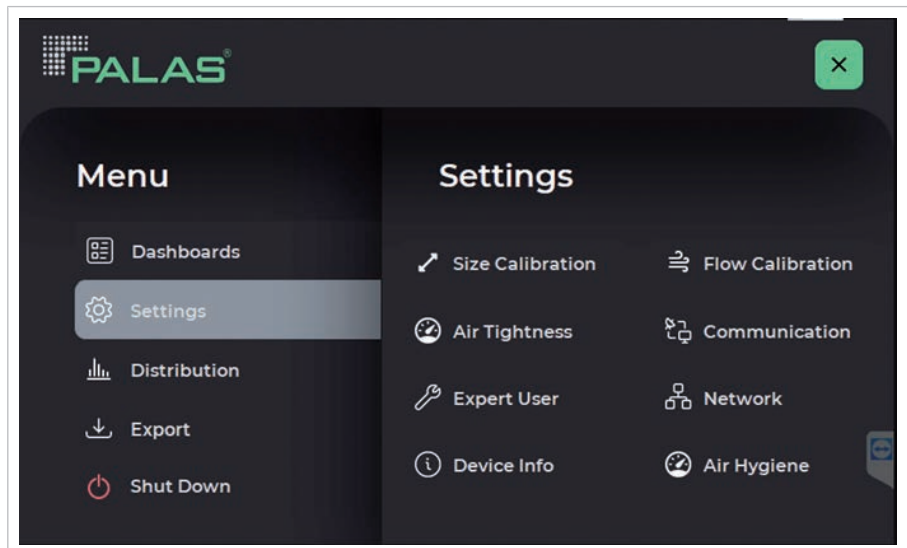 PALAS®
Menu
Dashboards
Settings
Distribution
Export
Shut Down
Settings
Size Calibration
Flow Calibration
Air Tightness
Communication
Expert User
Network
Device Info
Air Hygiene